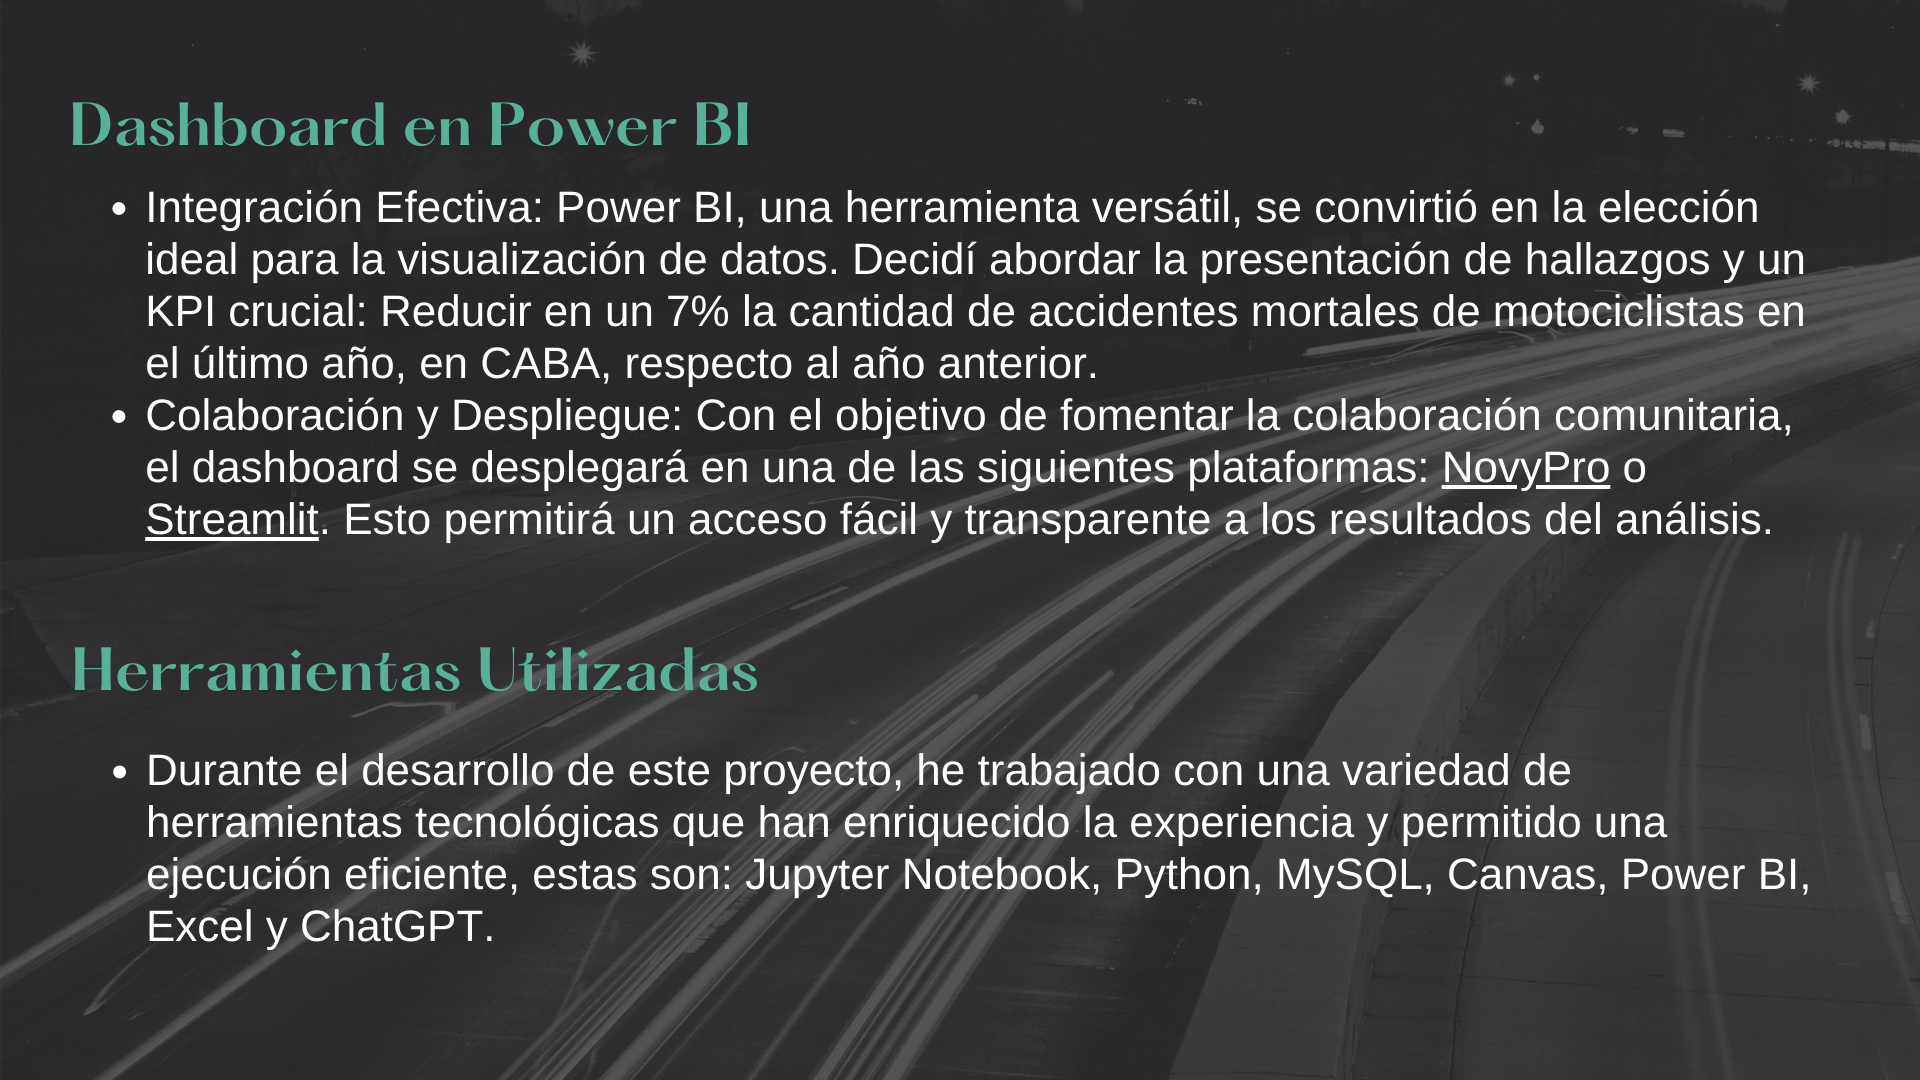 Dashboard en Power BI
• Integración Efectiva: Power BI, una herramienta versátil, se convirtió en la elección
ideal para la visualización de datos. Decidí abordar la presentación de hallazgos y un
KPI crucial: Reducir en un 7% la cantidad de accidentes mortales de motociclistas en
el último año, en CABA, respecto al año anterior.
• Colaboración y Despliegue: Con el objetivo de fomentar la colaboración comunitaria,
el dashboard se desplegará en una de las siguientes plataformas: NovyPro o
Streamlit. Esto permitirá un acceso fácil y transparente a los resultados del análisis.
Herramientas Utilizadas
• Durante el desarrollo de este proyecto, he trabajado con una variedad de
herramientas tecnológicas que han enriquecido la experiencia y permitido una
ejecución eficiente, estas son: Jupyter Notebook, Python, MySQL, Canvas, Power BI,
Excel y ChatGPT.